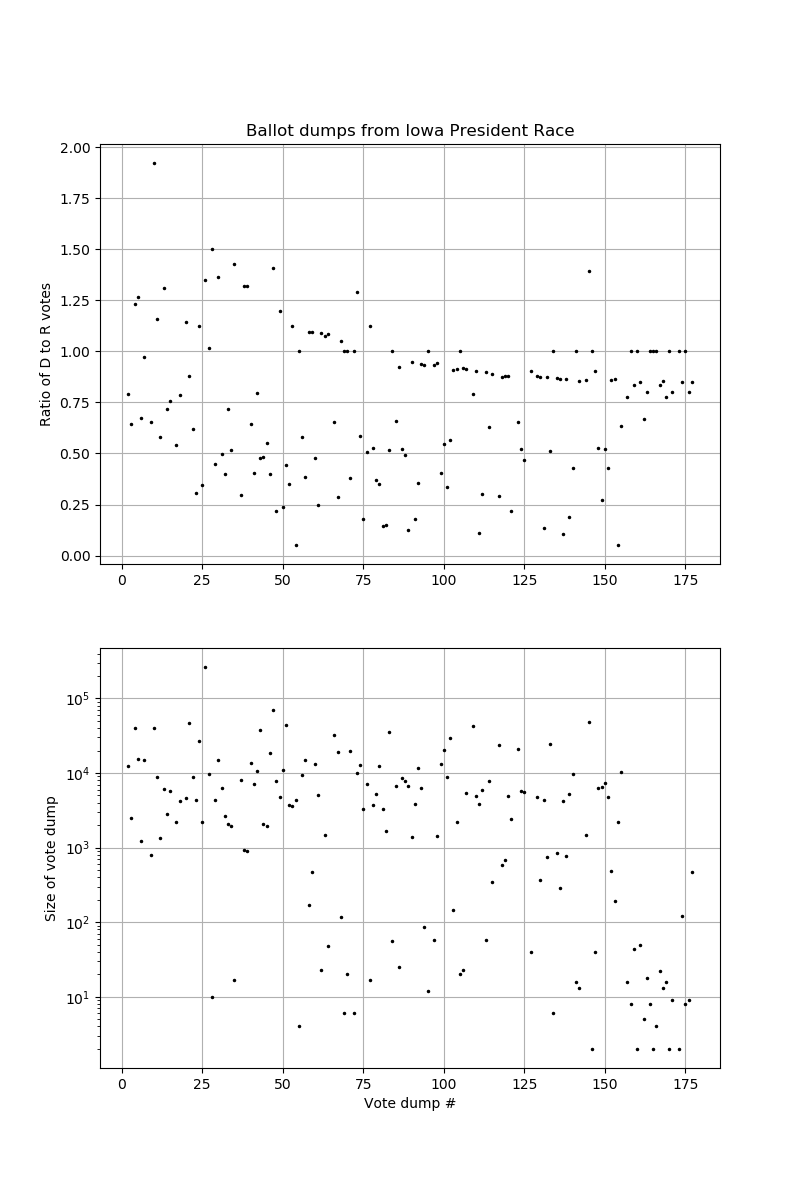 Ballot dumps from Iowa President Race
Ratio of D to R votes
2.00
1.75
1.50
1.25
1.00
0.75
0.50
0.25
0.00
0 25 50 75 100 125 150 175
Size of vote dump
10⁵
10⁴
10³
10²
10¹
0 25 50 75 100 125 150 175
Vote dump #